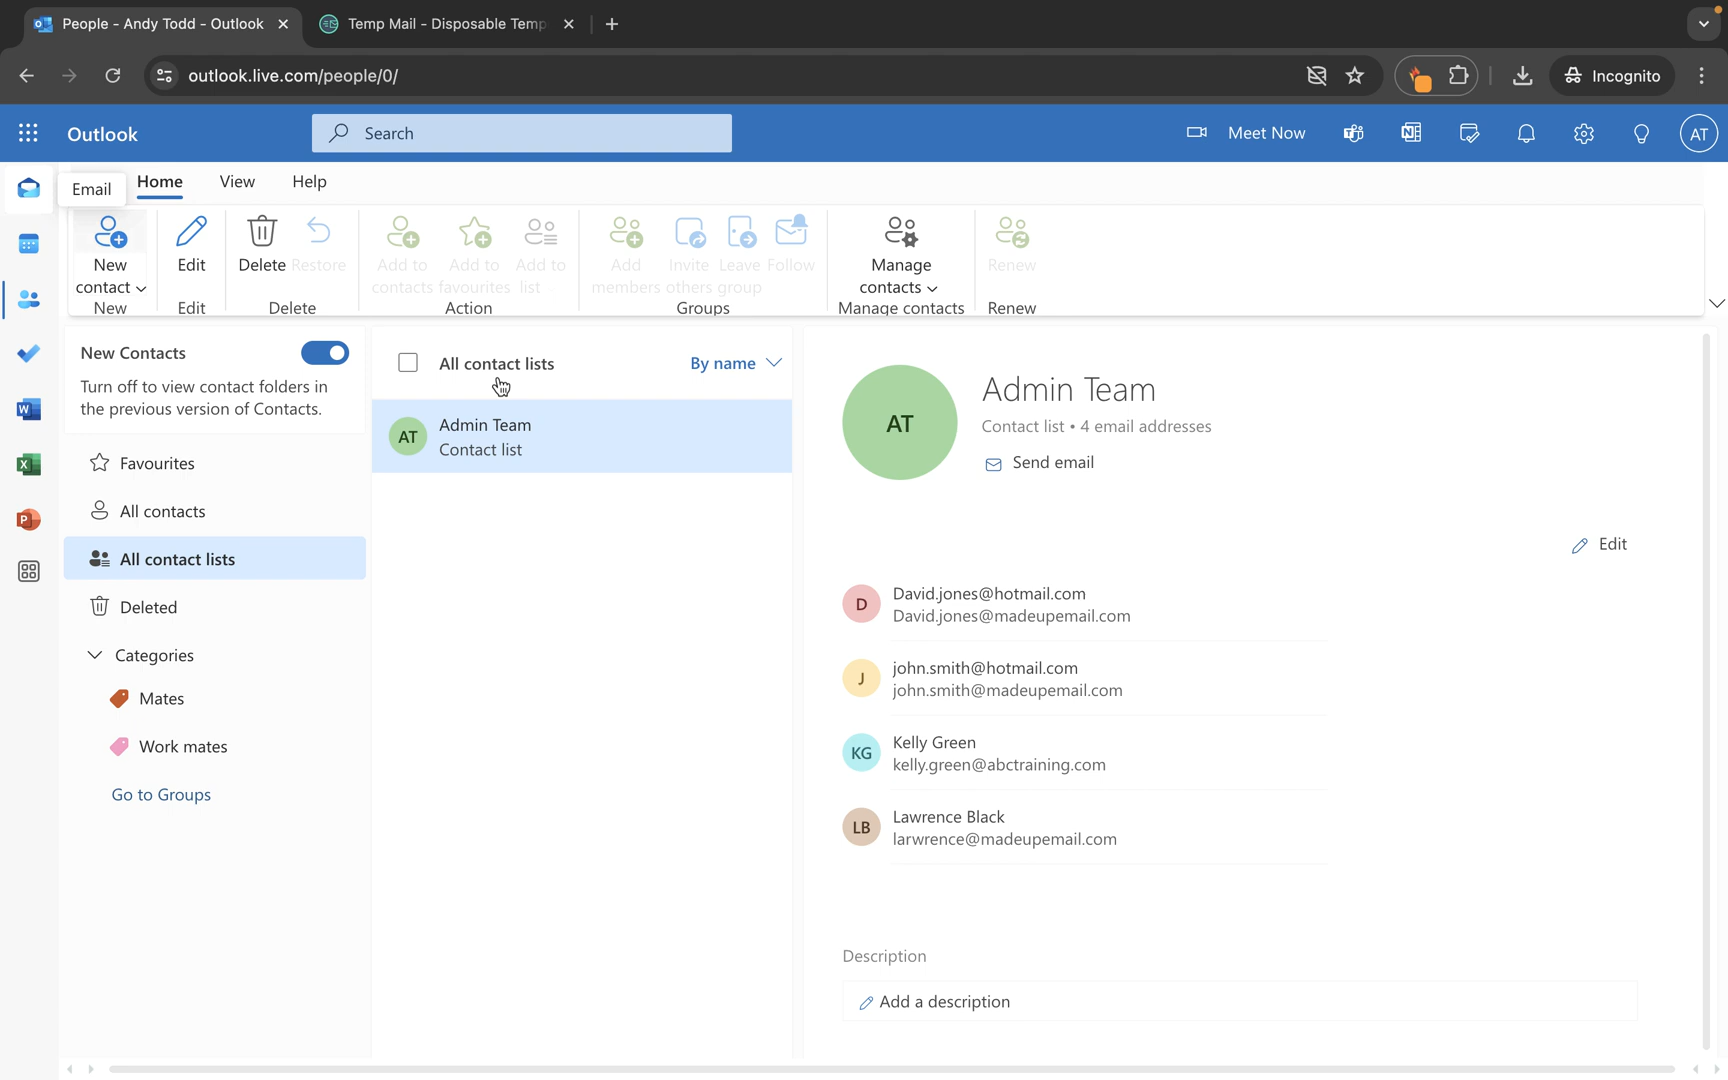 People - Andy Todd - Outlook
Temp Mail - Disposable Temp
outlook.live.com/people/0/
Incognito
Outlook
Search
Meet Now
AT
Email
Home
View
Help
New contact
Edit
Delete
Restore
Add to contacts
Add to favourites
Add to list
Add members
Invite others
Leave group
Follow
Manage contacts
Renew
New
Edit
Delete
Action
Groups
Manage contacts
Renew
New Contacts
Turn off to view contact folders in
the previous version of Contacts.
Favourites
All contacts
All contact lists
Deleted
Categories
Mates
Work mates
Go to Groups
All contact lists
By name
AT
Admin Team
Contact list
AT
Admin Team
Contact list • 4 email addresses
Send email
Edit
D
David.jones@hotmail.com
David.jones@madeupemail.com
J
john.smith@hotmail.com
john.smith@madeupemail.com
KG
Kelly Green
kelly.green@abctraining.com
LB
Lawrence Black
larwrence@madeupemail.com
Description
Add a description